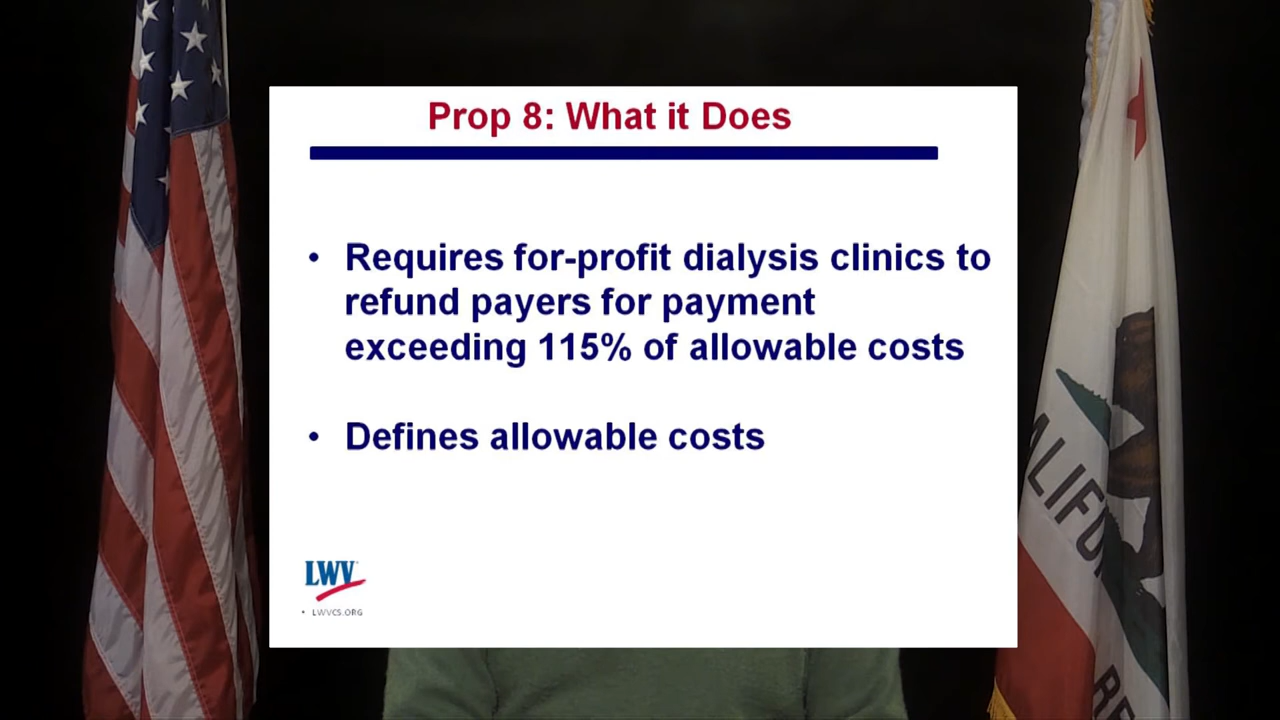 Prop 8: What it Does
• Requires for-profit dialysis clinics to
refund payers for payment
exceeding 115% of allowable costs
• Defines allowable costs
LWV
• LWVCS.ORG